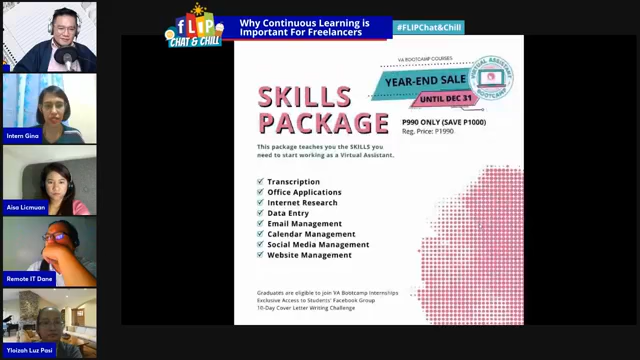 FLIP
CHAT & CHILL
Why Continuous Learning is
Important For Freelancers
#FLIPChat&Chill
Intern Gina
Aisa Licmuan
Remote IT Dane
Yloizah Luz Pasi
VA BOOTCAMP COURSES
YEAR-END SALE
UNTIL DEC 31
VIRTUAL ASSISTANT
BOOTCAMP
SKILLS
PACKAGE
P990 ONLY (SAVE P1000)
Reg. Price: P1990
This package teaches you the SKILLS you
need to start working as a Virtual Assistant.
Transcription
Office Applications
Internet Research
Data Entry
Email Management
Calendar Management
Social Media Management
Website Management
Graduates are eligible to join VA Bootcamp Internships
Exclusive Access to Students' Facebook Group
10-Day Cover Letter Writing Challenge